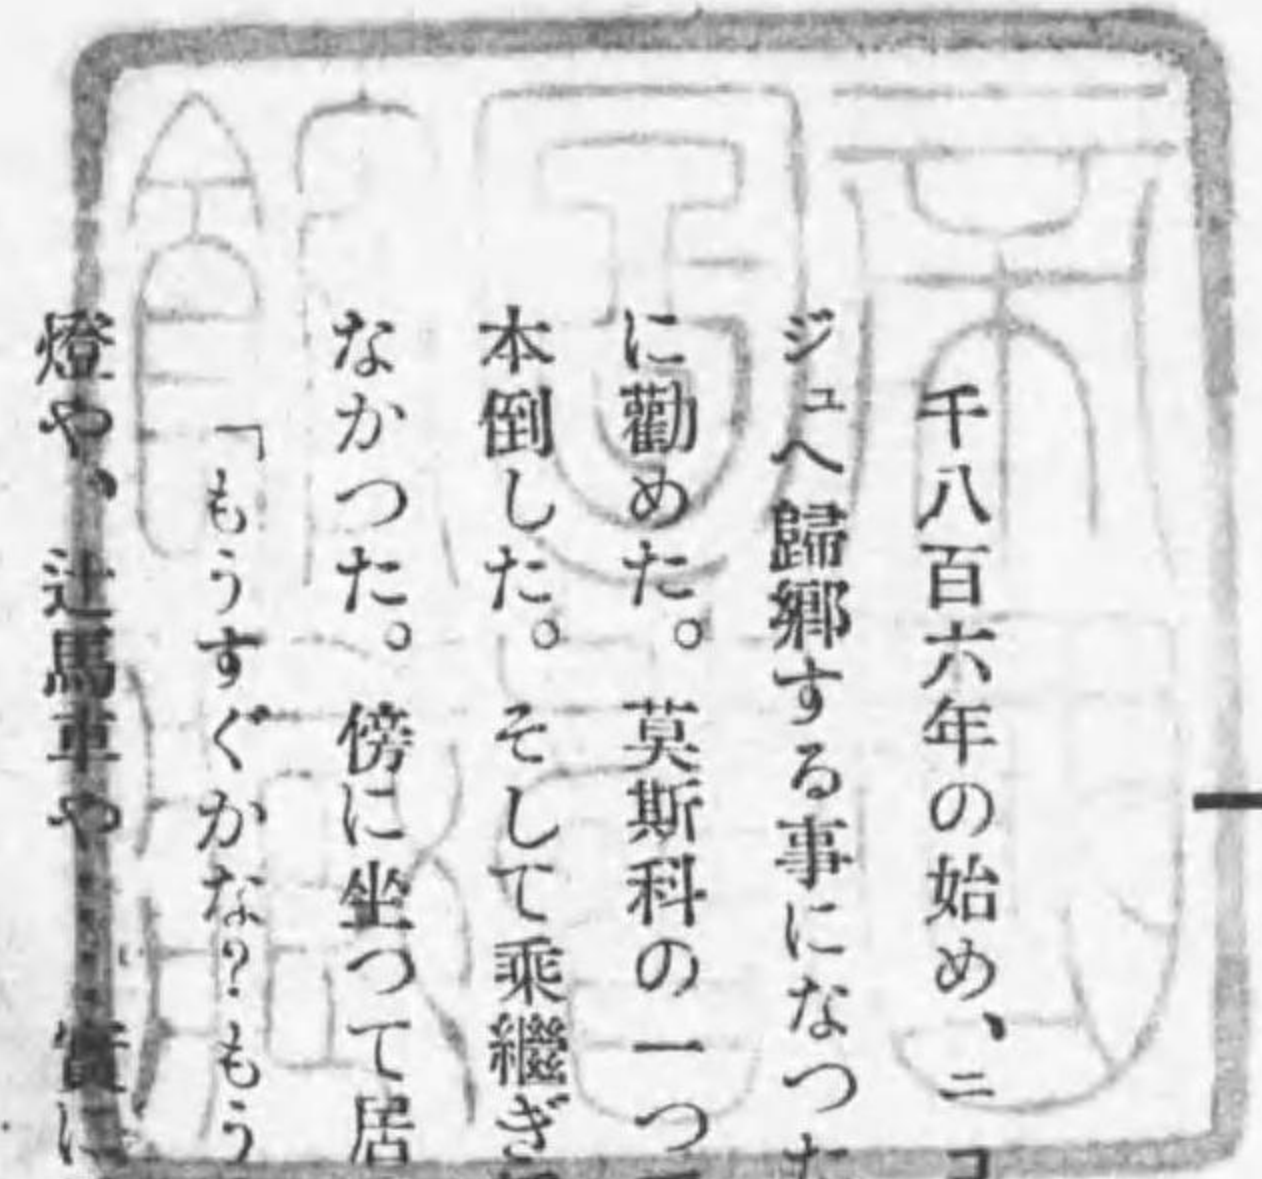 千八百六年の始め、ニコ
ジュへ歸鄕する事になつた
に勸めた。莫斯科の一つ
本倒した。そして乘繼ぎ
なかつた。傍に坐つて居
「もうすぐかな？もう
燈や、辻馬車や